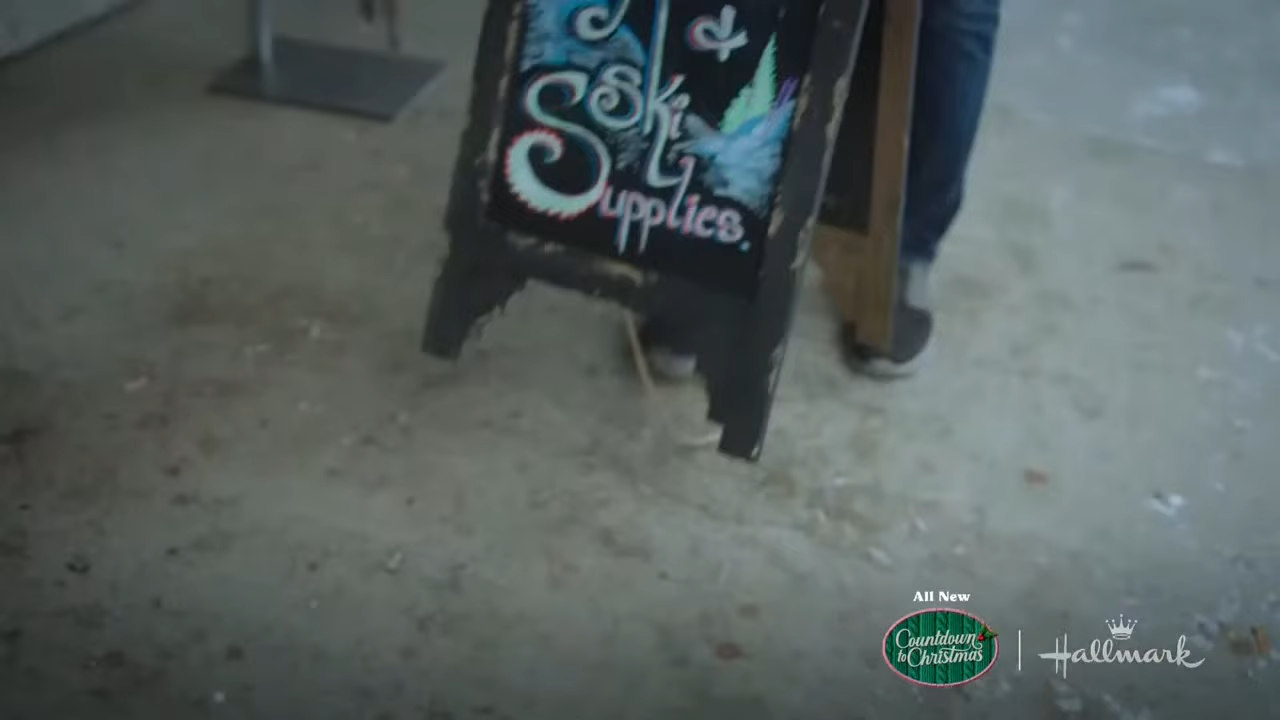 &
Ski
Supplies.
All New
Countdown
to Christmas
Hallmark